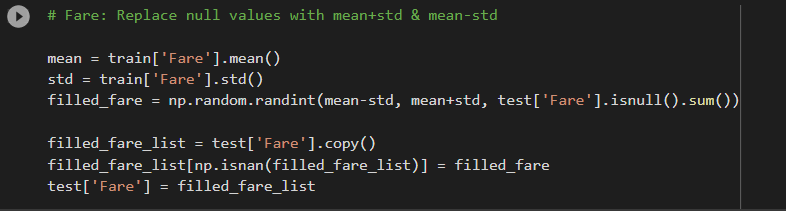 # Fare: Replace null values with mean+std & mean-std
mean = train['Fare'].mean()
std = train['Fare'].std()
filled_fare = np.random.randint(mean-std, mean+std, test['Fare'].isnull().sum())
filled_fare_list = test['Fare'].copy()
filled_fare_list[np.isnan(filled_fare_list)] = filled_fare
test['Fare'] = filled_fare_list